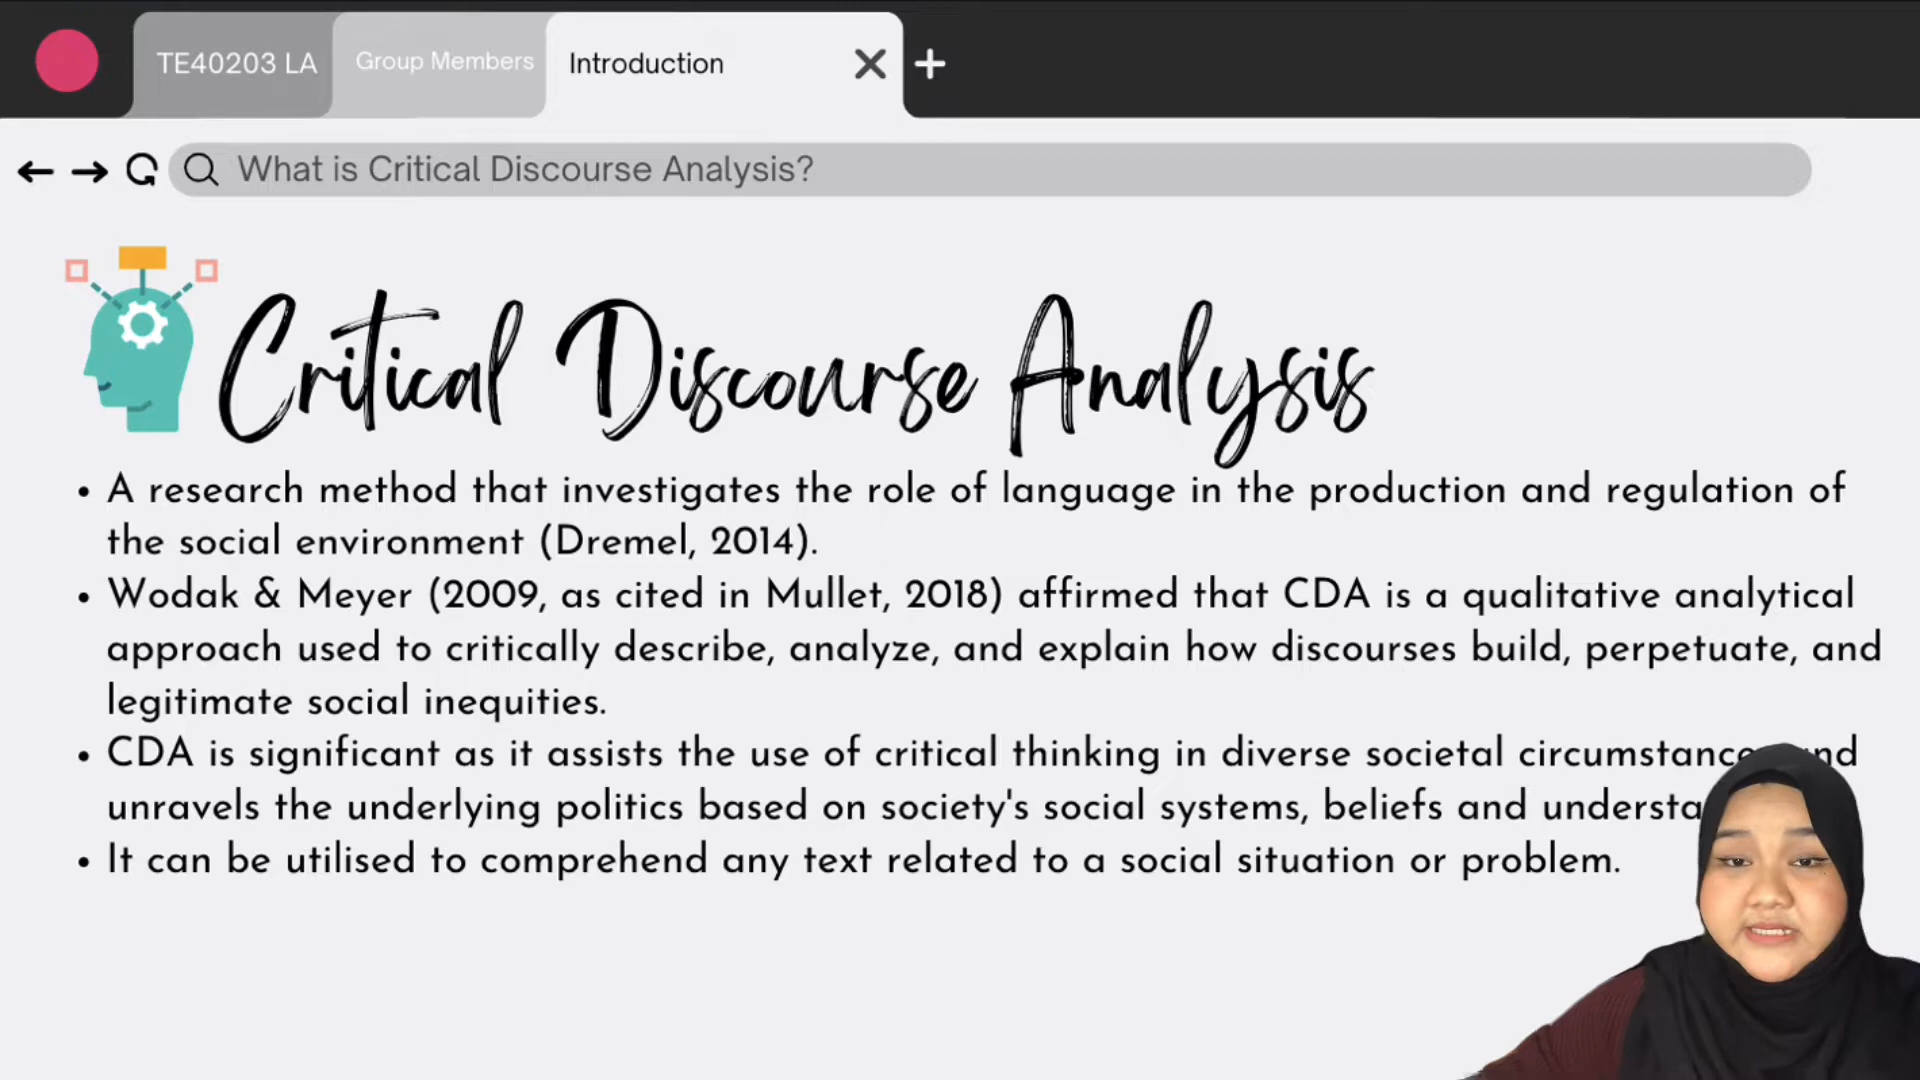 TE40203 LA
Group Members
Introduction
What is Critical Discourse Analysis?
Critical Discourse Analysis
• A research method that investigates the role of language in the production and regulation of
the social environment (Dremel, 2014).
• Wodak & Meyer (2009, as cited in Mullet, 2018) affirmed that CDA is a qualitative analytical
approach used to critically describe, analyze, and explain how discourses build, perpetuate, and
legitimate social inequities.
• CDA is significant as it assists the use of critical thinking in diverse societal
unravels the underlying politics based on society's social systems, beliefs and
• It can be utilised to comprehend any text related to a social situation or problem.